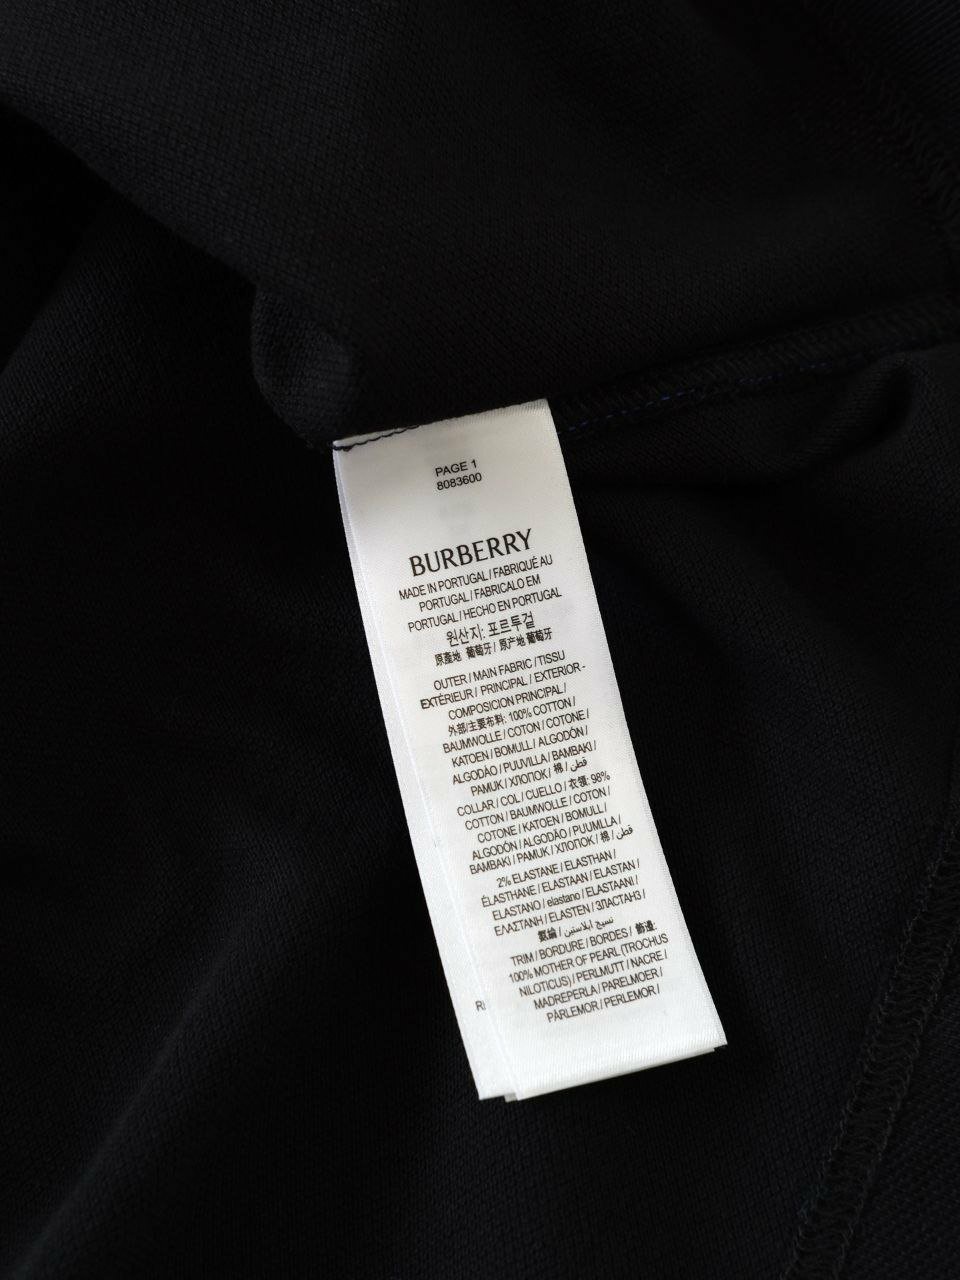 PAGE 1
8083600
BURBERRY
MADE IN PORTUGAL / FABRIQUÉ AU
PORTUGAL / FABRICALO EM
PORTUGAL / HECHO EN PORTUGAL
원산지: 포르투걸
原產地 葡萄牙 / 原产地 葡萄牙
OUTER / MAIN FABRIC / TISSU
EXTÉRIEUR / PRINCIPAL / EXTERIOR -
COMPOSICION PRINCIPAL /
外部/主要布料: 100% COTTON /
BAUMWOLLE / COTON / COTONE /
KATOEN / BOMULL / ALGODÓN /
ALGODÃO / PUUVILLA / BAMBAKI /
PAMUK / ХЛОПОК / 棉 / قطن
COLLAR / COL / CUELLO / 衣領: 98%
COTTON / BAUMWOLLE / COTON /
COTONE / KATOEN / BOMULL /
ALGODÓN / ALGODÃO / PUUMLLA /
BAMBAKI / PAMUK / ХЛОПОК / 棉 / قطن
2% ELASTANE / ELASTHAN /
ÉLASTHANE / ELASTAAN / ELASTAN /
ELASTANO / elastano / ELASTAANI /
ΕΛΑΣΤΑΝΗ / ELASTEN / ЗЛАСТАНЗ /
氨綸 / نسيج أيلاستين /
TRIM / BORDURE / BORDES / 飾邊:
100% MOTHER OF PEARL (TROCHUS
NILOTICUS) / PERLMUTT / NACRE /
MADREPERLA / PARELMOER /
PÄRLEMOR / PERLEMOR /